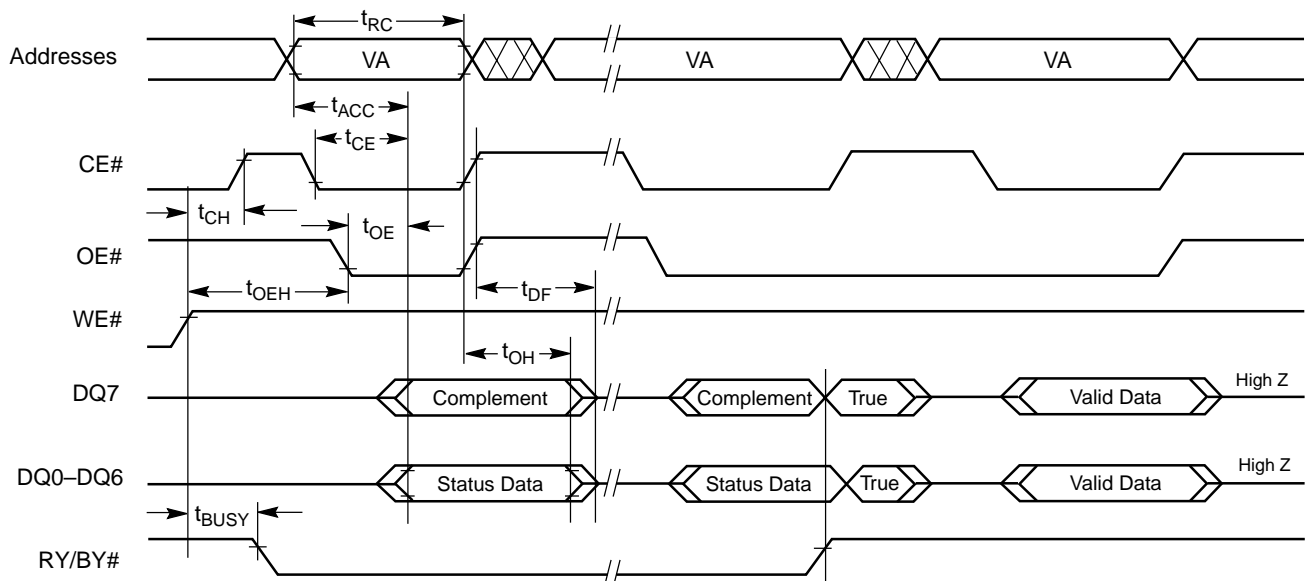 tRC
Addresses VA VA VA
tACC
tCE
CE#
tCH tOE
OE#
tOEH tDF
WE#
tOH
DQ7 Complement Complement True Valid Data High Z
DQ0–DQ6 Status Data Status Data True Valid Data High Z
tBUSY
RY/BY#